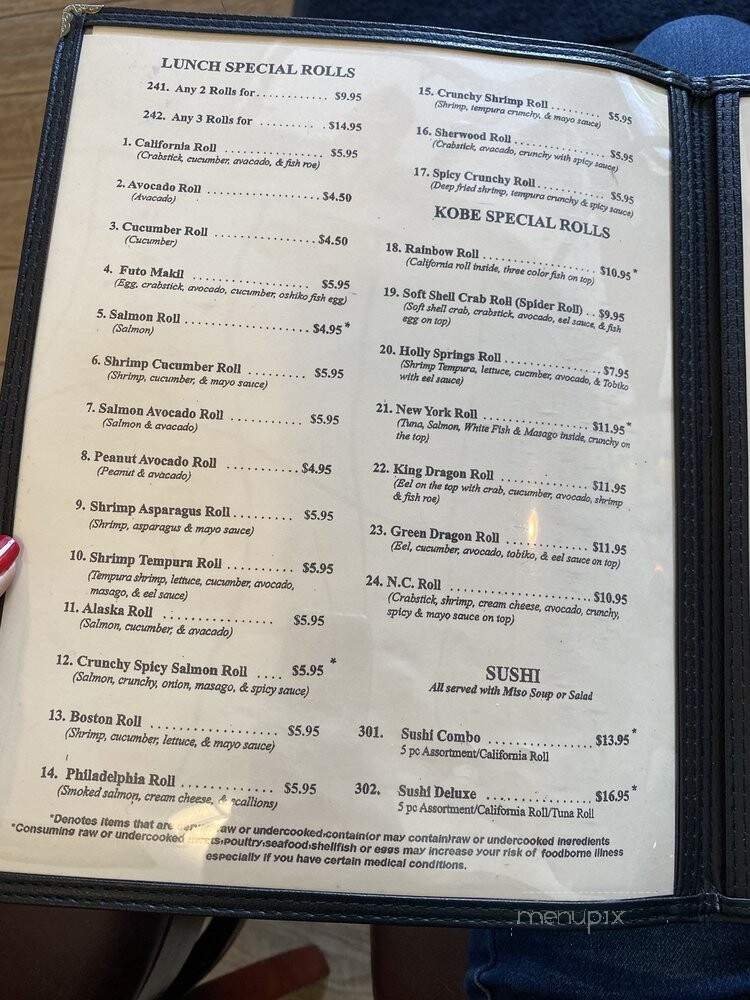 LUNCH SPECIAL ROLLS
241. Any 2 Rolls for............ $9.95
242. Any 3 Rolls for ............ $14.95
1. California Roll ................. $5.95
(Crabstick, cucumber, avocado, & fish roe)
2. Avocado Roll ....................$4.50
(Avacado)
3. Cucumber Roll ..................$4.50
(Cucumber)
4. Futo Makil .................... $5.95
(Egg, crabstick, avocado, cucumber, oshiko fish egg)
5. Salmon Roll ......................$4.95*
(Salmon)
6. Shrimp Cucumber Roll ......... $5.95
(Shrimp, cucumber, & mayo sauce)
7. Salmon Avocado Roll ........... $5.95
(Salmon & avacado)
8. Peanut Avocado Roll ............$4.95
(Peanut & avacado)
9. Shrimp Asparagus Roll......... $5.95
(Shrimp, asparagus & mayo sauce)
10. Shrimp Tempura Roll.......... $5.95
(Tempura shrimp, lettuce, cucumber, avocado,
masago, & eel sauce)
11. Alaska Roll ................. $5.95
(Salmon, cucumber, & avacado)
12. Crunchy Spicy Salmon Roll .... $5.95 *
(Salmon, crunchy, onion, masago, & spicy sauce)
13. Boston Roll ................... $5.95
(Shrimp, cucumber, lettuce, & mayo sauce)
14. Philadelphia Roll............... $5.95
(Smoked salmon, cream cheese, & scallions)
15. Crunchy Shrimp Roll ......... $5.95
(Shrimp, tempura crunchy, & mayo sauce)
16. Sherwood Roll ................. $5.95
(Crabstick, avocado, crunchy with spicy sauce)
17. Spicy Crunchy Roll............. $5.95
(Deep fried shrimp, tempura crunchy & spicy sauce)
KOBE SPECIAL ROLLS
18. Rainbow Roll .....................$10.95*
(California roll inside, three color fish on top)
19. Soft Shell Crab Roll (Spider Roll) .. $9.95
(Soft shell crab, crabstick, avocado, eel sauce, & fish
egg on top)
20. Holly Springs Roll..................$7.95
(Shrimp Tempura, lettuce, cucmber, avocado, & Tobiko
with eel sauce)
21. New York Roll ....................$11.95*
(Tuna, Salmon, White Fish & Masago inside, crunchy on
the top)
22. King Dragon Roll .................$11.95
(Eel on the top with crab, cucumber, avocado, shrimp
& fish roe)
23. Green Dragon Roll ...............$11.95
(Eel, cucumber, avocado, tobiko, & eel sauce on top)
24. N.C. Roll .........................$10.95
(Crabstick, shrimp, cream cheese, avocado, crunchy,
spicy & mayo sauce on top)
SUSHI
All served with Miso Soup or Salad
301. Sushi Combo ...................$13.95*
5 pc Assortment/California Roll
302. Sushi Deluxe ....................$16.95*
5 pc Assortment/California Roll/Tuna Roll
*Denotes items that are raw or undercooked,contain(or may contain)raw or undercooked ingredients
*Consuming raw or undercooked poultry,seafood,shellfish or eggs may increase your risk of foodborne illness
especially if you have certain medical conditions.
menupix